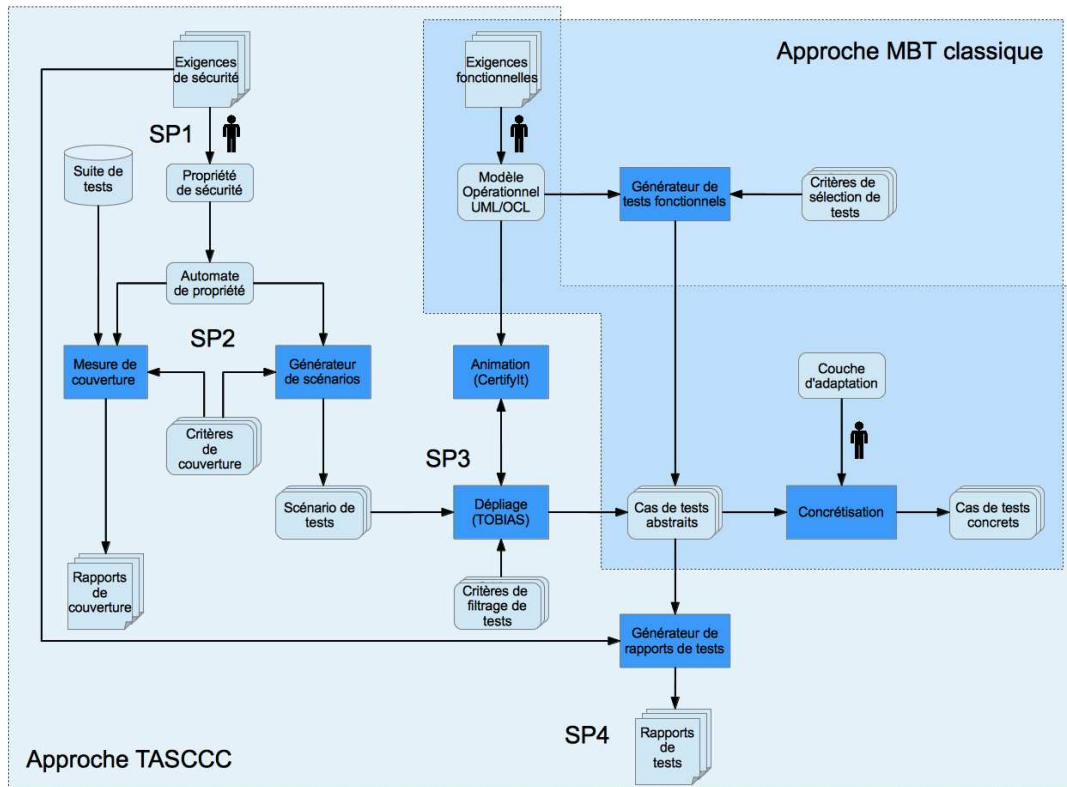 Exigences
de sécurité
Exigences
fonctionnelles
Approche MBT classique
SP1
Suite de
tests
Propriété
de sécurité
Modèle
Opérationnel
UML/OCL
Générateur de
tests fonctionnels
Critères de
sélection de
tests
Automate
de propriété
SP2
Mesure de
couverture
Générateur
de scénarios
Animation
(CertifyIt)
Couche
d'adaptation
Critères
de
couverture
SP3
Scénario de
tests
Dépliage
(TOBIAS)
Cas de tests
abstraits
Concrétisation
Cas de tests
concrets
Rapports
de
couverture
Critères de
filtrage de
tests
Générateur de
rapports de tests
SP4
Rapports
de
tests
Approche TASCCC